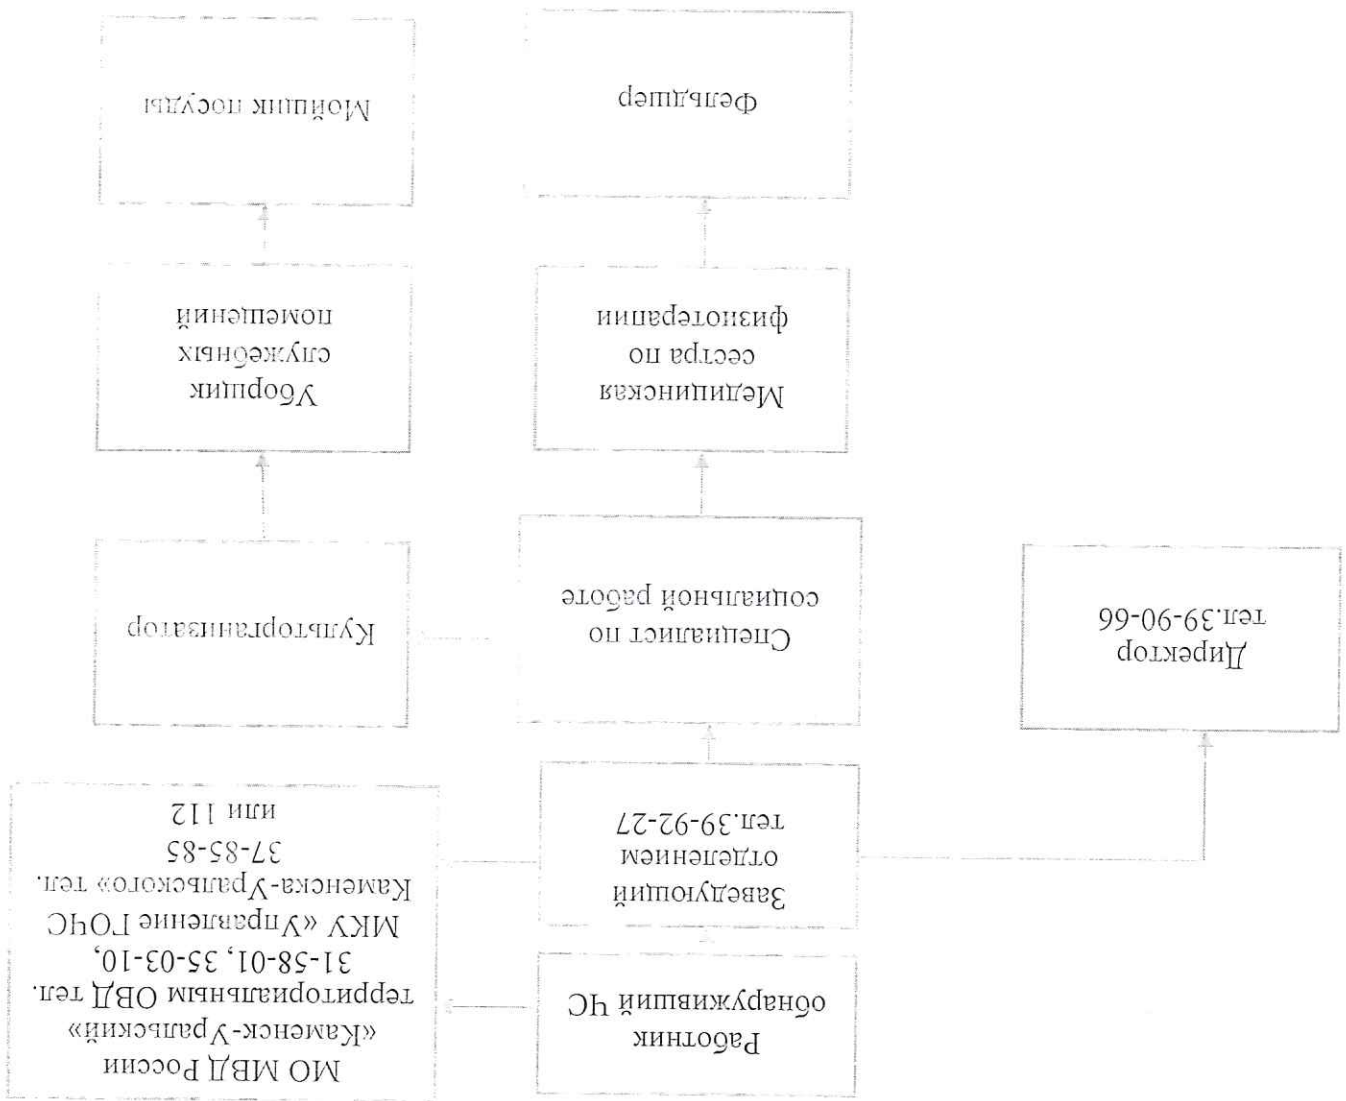 Работник
обнаруживший ЧС
МО МВД России
«Каменск-Уральский»
территориальным ОВД тел.
31-58-01, 35-03-10,
МКУ «Управление ГОЧС
Каменска-Уральского» тел.
37-85-85
или 112
Заведующий
отделением
тел.39-92-27
Директор
тел.39-90-66
Специалист по
социальной работе
Культорганизатор
Медицинская
сестра по
физиотерапии
Уборщик
служебных
помещений
Фельдшер
Мойщик посуды